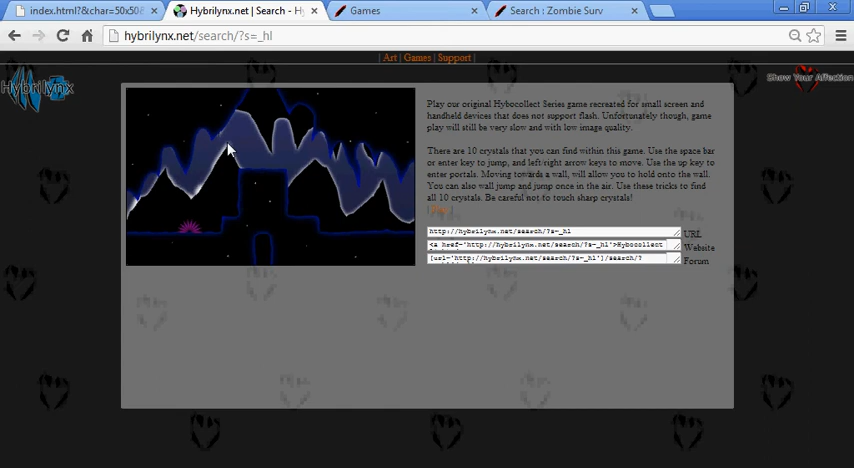 index.html?&char=50x50&
Hybrilynx.net | Search - H
Games
Search : Zombie Surv
hybrilynx.net/search/?s=_hl
| Art | Games | Support |
Hybrilynx
Show Your Affection
Play our original Hybocollect Series game recreated for small screen and
handheld devices that does not support flash. Unfortunately though, game
play will still be very slow and with low image quality.
There are 10 crystals that you can find within this game. Use the space bar
or enter key to jump, and left/right arrow keys to move. Use the up key to
enter portals. Moving towards a wall, will allow you to hold onto the wall.
You can also wall jump and jump once in the air. Use these tricks to find
all 10 crystals. Be careful not to touch sharp crystals!
http://hybrilynx.net/search/?s=_hl URL
<a href='http://hybrilynx.net/search/?s=_hl'>Hybocollect Website
[url='http://hybrilynx.net/search/?s=_hl']/search/? Forum